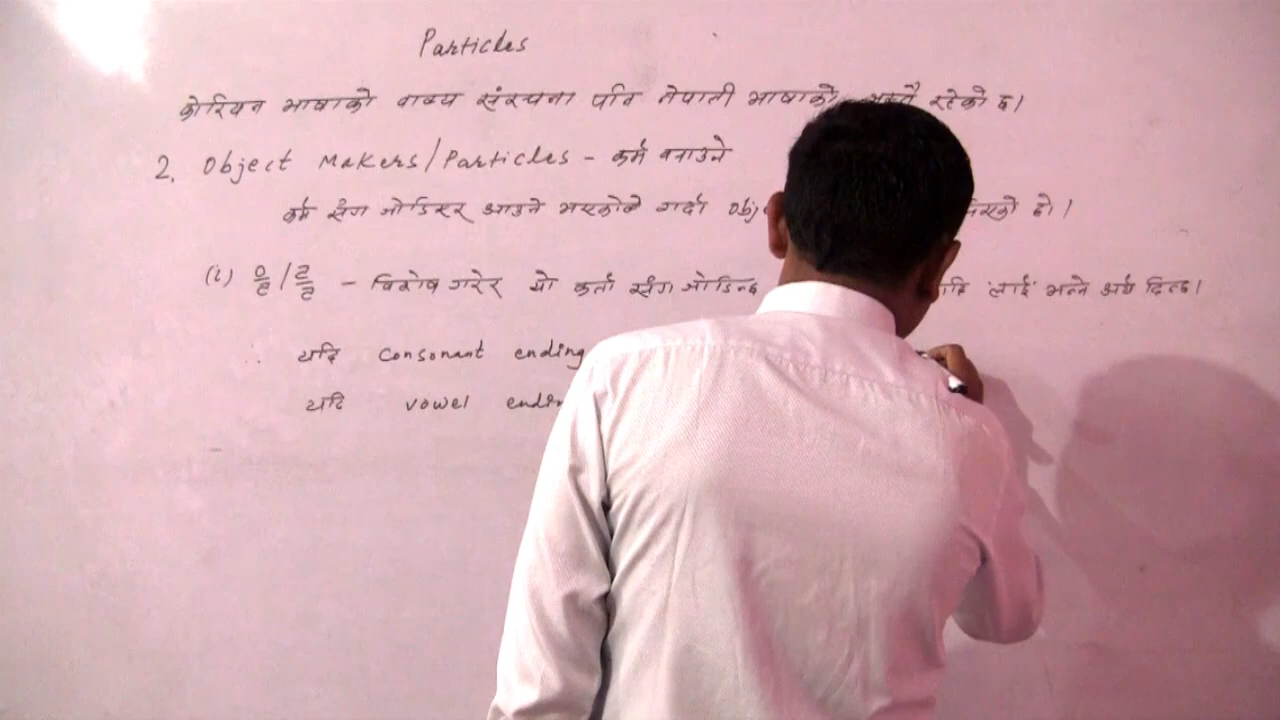 Particles
कोरियन भाषाको वाक्य संरचना पनि नेपाली भाषाको जस्तै रहेको छ।
2. Object Makers/Particles - कर्म बनाउने
कर्म सँग जोडिएर आउने भएकोले गर्दा हो।
(i) 을/를 - विशेष गरेर यो कर्ता सँग जोडिन्छ 'लाई' भन्ने अर्थ दिन्छ।
यदि consonant ending
यदि vowel